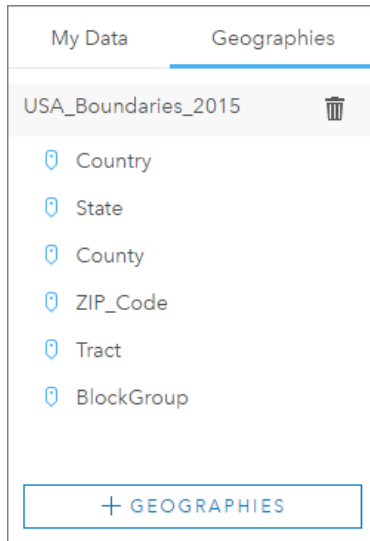 My Data Geographies
USA_Boundaries_2015
Country
State
County
ZIP_Code
Tract
BlockGroup
+ GEOGRAPHIES